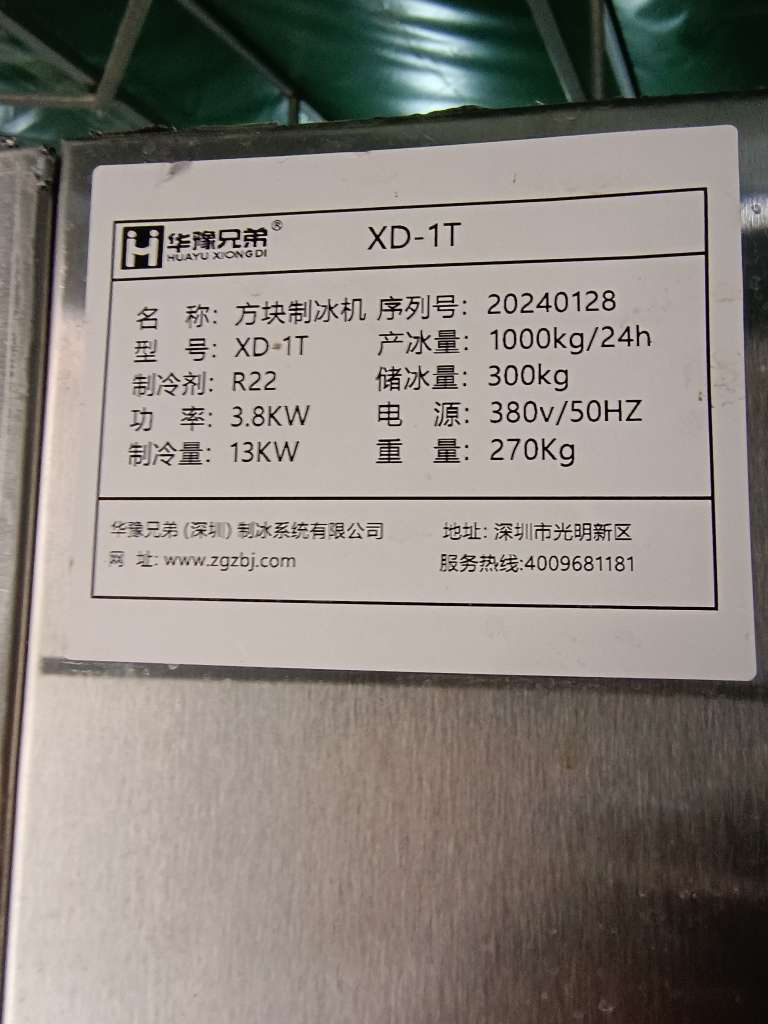 华豫兄弟® XD-1T
HUAYU XIONGDI
名 称：方块制冰机 序列号：20240128
型 号：XD-1T 产冰量：1000kg/24h
制冷剂：R22 储冰量：300kg
功 率：3.8KW 电 源：380v/50HZ
制冷量：13KW 重 量：270Kg
华豫兄弟 (深圳) 制冰系统有限公司 地址: 深圳市光明新区
网 址: www.zgzbj.com 服务热线:4009681181